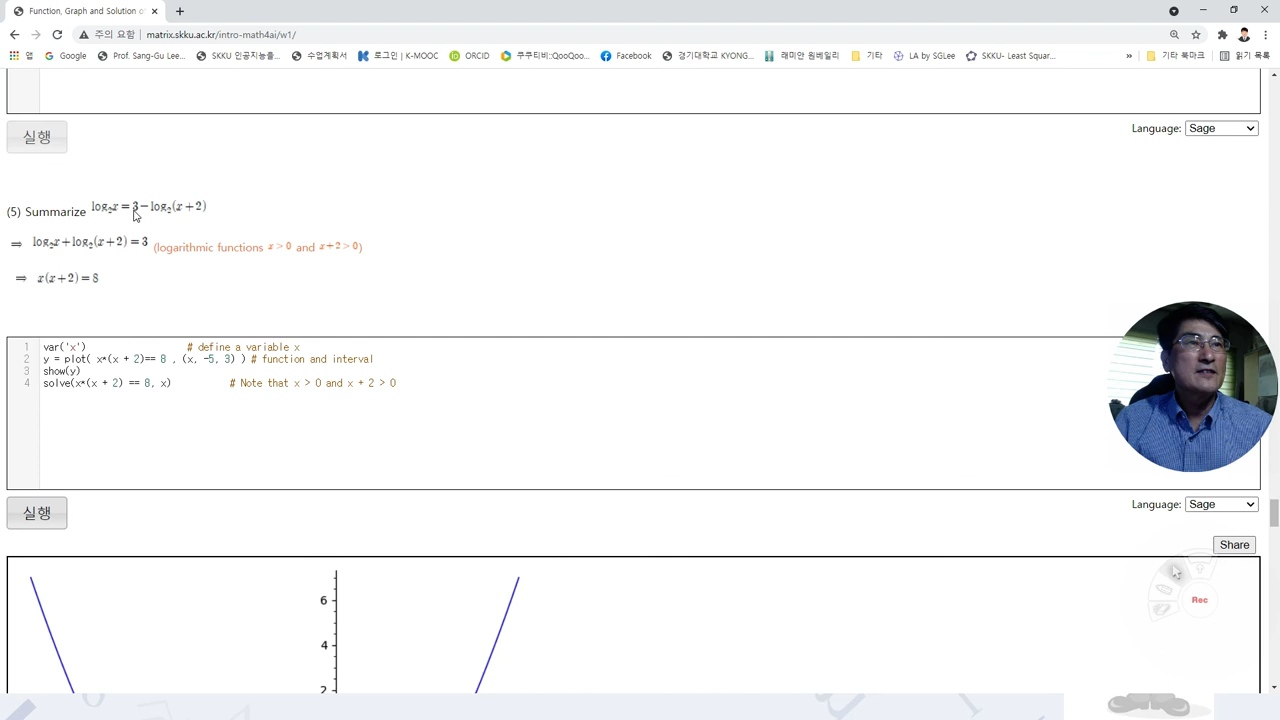 Function, Graph and Solution of
주의 요함 | matrix.skku.ac.kr/intro-math4ai/w1/
앱 Google Prof. Sang-Gu Lee... SKKU 인공지능을... 수업계획서 로그인 | K-MOOC ORCID 쿠쿠티비::QooQoo... Facebook 경기대학교 KYONG... 래미안 원베일리 기타 LA by SGLee SKKU- Least Squar... » 기타 북마크 읽기 목록
실행
Language: Sage
(5) Summarize log₂x = 3 − log₂(x + 2)
⇒ log₂x + log₂(x + 2) = 3 (logarithmic functions x > 0 and x + 2 > 0)
⇒ x(x + 2) = 8
1 var('x') # define a variable x
2 y = plot( x*(x + 2)== 8 , (x, -5, 3) ) # function and interval
3 show(y)
4 solve(x*(x + 2) == 8, x) # Note that x > 0 and x + 2 > 0
실행
Language: Sage
Share
Rec
6
4
2